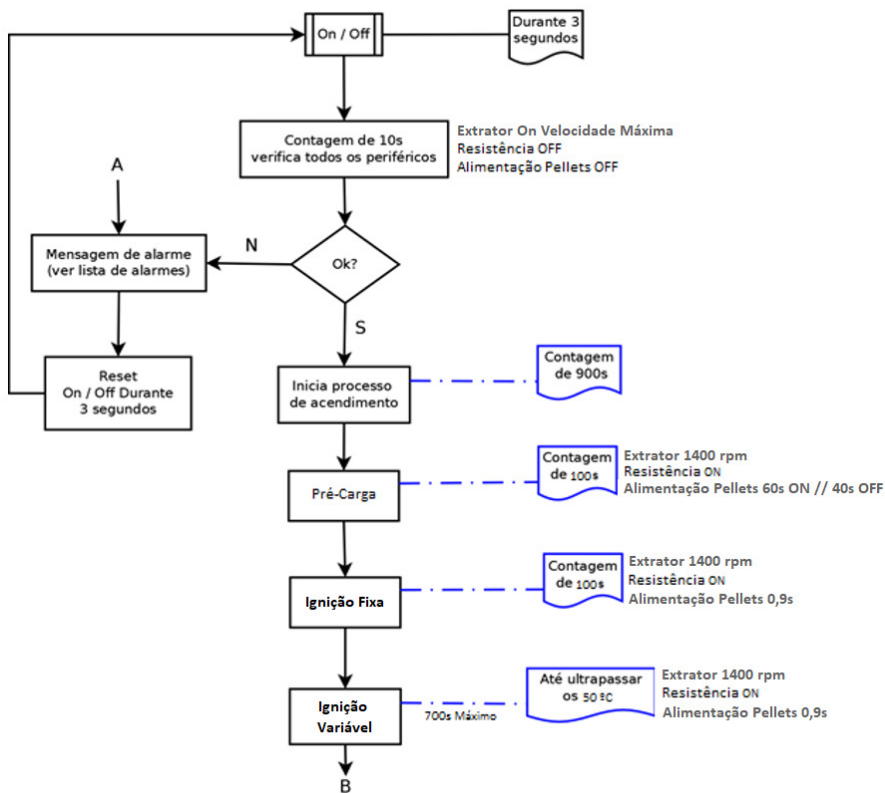 On / Off
Durante 3
segundos
Contagem de 10s
verifica todos os periféricos
Extrator On Velocidade Máxima
Resistência OFF
Alimentação Pellets OFF
A
Mensagem de alarme
(ver lista de alarmes)
N
Ok?
S
Reset
On / Off Durante
3 segundos
Inicia processo
de acendimento
Contagem
de 900s
Pré-Carga
Contagem
de 100s
Extrator 1400 rpm
Resistência ON
Alimentação Pellets 60s ON // 40s OFF
Ignição Fixa
Contagem
de 100s
Extrator 1400 rpm
Resistência ON
Alimentação Pellets 0,9s
Ignição
Variável
700s Máximo
Até ultrapassar
os 50 ºC
Extrator 1400 rpm
Resistência ON
Alimentação Pellets 0,9s
B